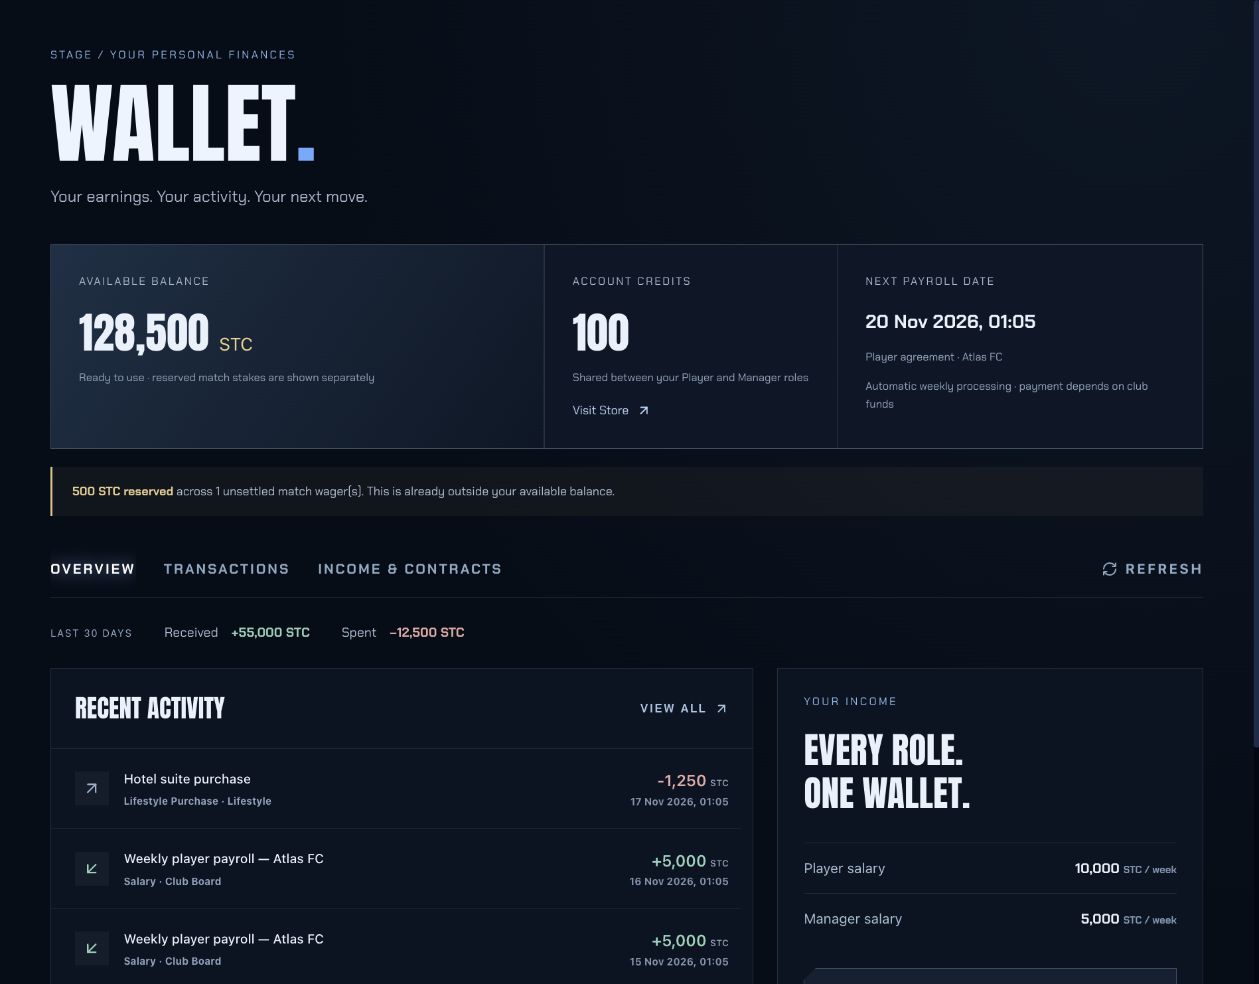 STAGE / YOUR PERSONAL FINANCES
WALLET.
Your earnings. Your activity. Your next move.
AVAILABLE BALANCE
128,500 STC
Ready to use · reserved match stakes are shown separately
ACCOUNT CREDITS
100
Shared between your Player and Manager roles
Visit Store
NEXT PAYROLL DATE
20 Nov 2026, 01:05
Player agreement · Atlas FC
Automatic weekly processing · payment depends on club
funds
500 STC reserved across 1 unsettled match wager(s). This is already outside your available balance.
OVERVIEW TRANSACTIONS INCOME & CONTRACTS REFRESH
LAST 30 DAYS Received +55,000 STC Spent −12,500 STC
RECENT ACTIVITY VIEW ALL
Hotel suite purchase -1,250 STC
Lifestyle Purchase · Lifestyle 17 Nov 2026, 01:05
Weekly player payroll — Atlas FC +5,000 STC
Salary · Club Board 16 Nov 2026, 01:05
Weekly player payroll — Atlas FC +5,000 STC
Salary · Club Board 15 Nov 2026, 01:05
YOUR INCOME
EVERY ROLE.
ONE WALLET.
Player salary 10,000 STC / week
Manager salary 5,000 STC / week